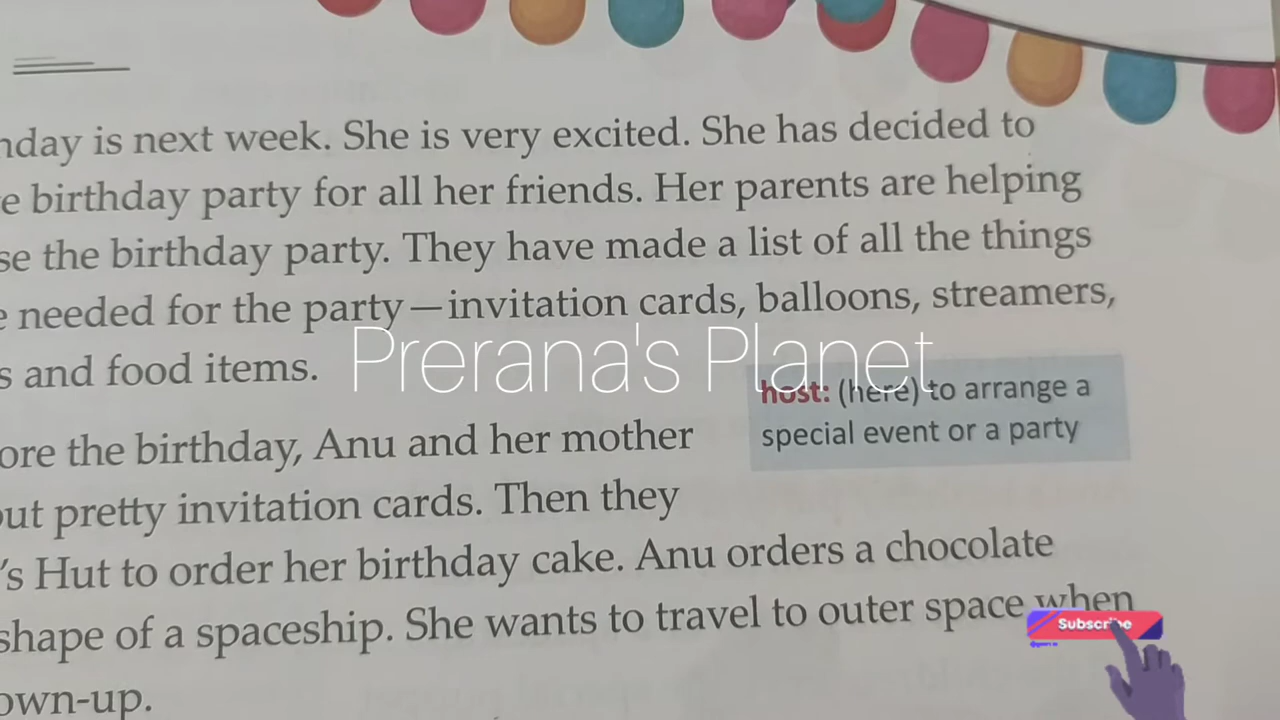 nday is next week. She is very excited. She has decided to
e birthday party for all her friends. Her parents are helping
se the birthday party. They have made a list of all the things
e needed for the party—invitation cards, balloons, streamers,
s and food items.
Prerana's Planet
host: (here) to arrange a
special event or a party
ore the birthday, Anu and her mother
out pretty invitation cards. Then they
's Hut to order her birthday cake. Anu orders a chocolate
shape of a spaceship. She wants to travel to outer space when
own-up.
Subscribe